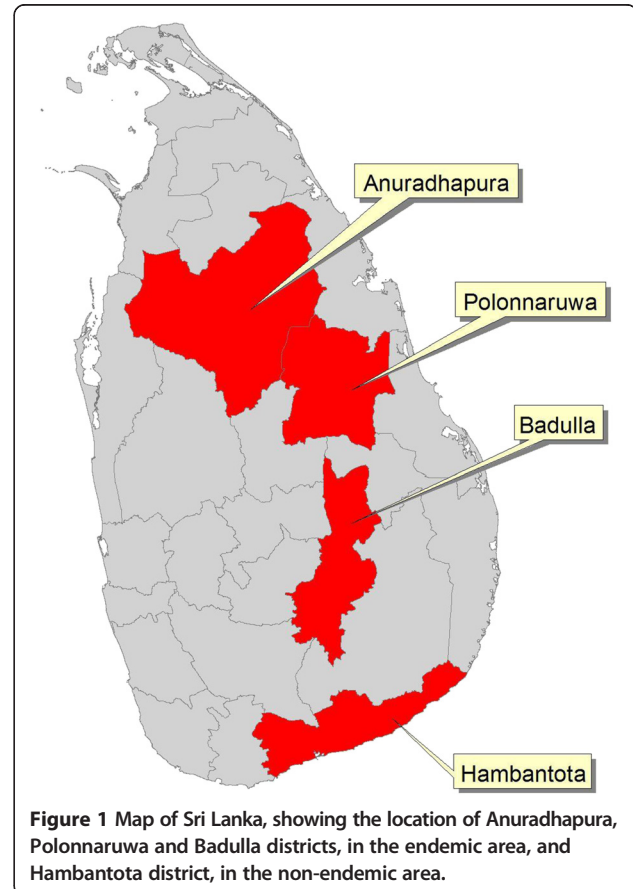 Anuradhapura
Polonnaruwa
Badulla
Hambantota
Figure 1 Map of Sri Lanka, showing the location of Anuradhapura,
Polonnaruwa and Badulla districts, in the endemic area, and
Hambantota district, in the non-endemic area.